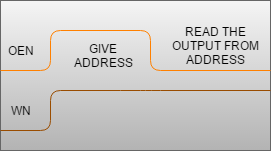 OEN
GIVE
ADDRESS
READ THE
OUTPUT FROM
ADDRESS
WN